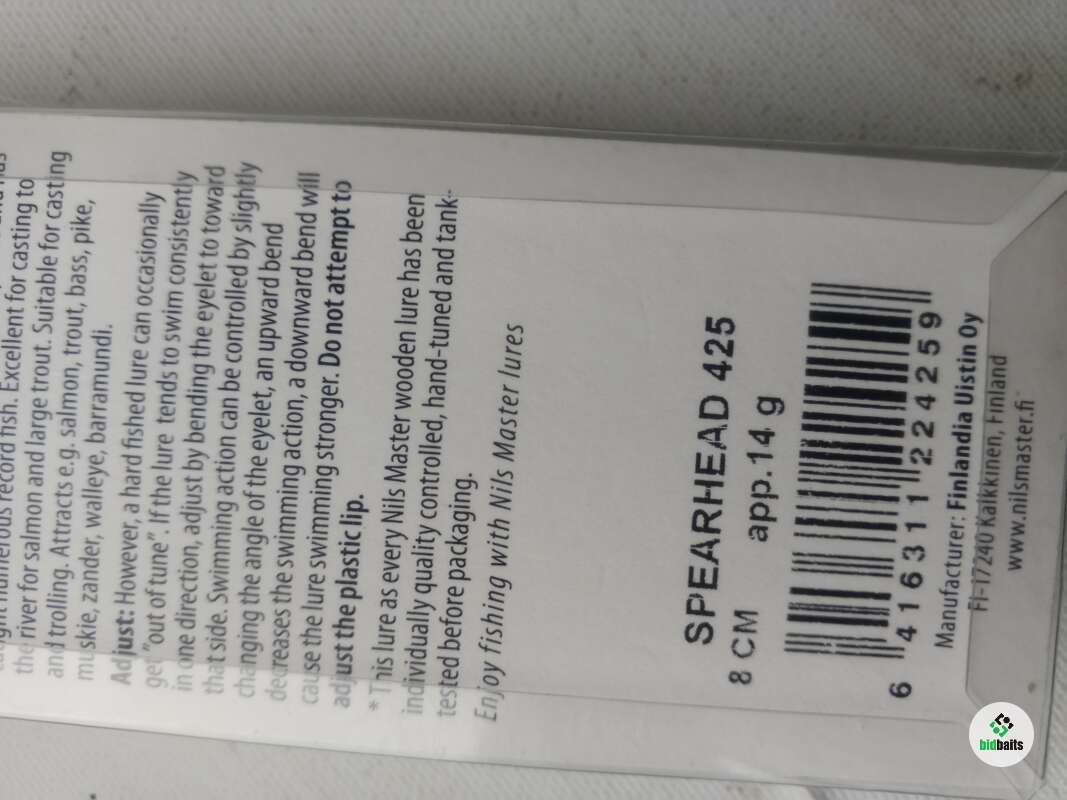 numerous record fish. Excellent for casting to
the river for salmon and large trout. Suitable for casting
and trolling. Attracts e.g. salmon, trout, bass, pike,
muskie, zander, walleye, barramundi.
Adjust: However, a hard fished lure can occasionally
get "out of tune". If the lure tends to swim consistently
in one direction, adjust by bending the eyelet to toward
that side. Swimming action can be controlled by slightly
changing the angle of the eyelet, an upward bend
decreases the swimming action, a downward bend will
cause the lure swimming stronger. Do not attempt to
adjust the plastic lip.
* This lure as every Nils Master wooden lure has been
individually quality controlled, hand-tuned and tank-
tested before packaging.
Enjoy fishing with Nils Master lures
SPEARHEAD 425
8 CM app. 14 g
6 416311 224259
Manufacturer: Finlandia Uistin Oy
FI-17240 Kalkkinen, Finland
www.nilsmaster.fi
bidbaits